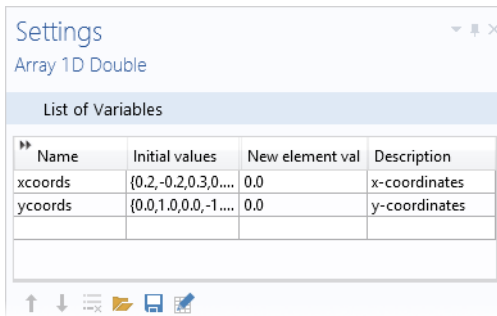 Settings
Array 1D Double
List of Variables
Name Initial values New element val Description
xcoords {0.2,-0.2,0.3,0.... 0.0 x-coordinates
ycoords {0.0,1.0,0.0,-1.... 0.0 y-coordinates